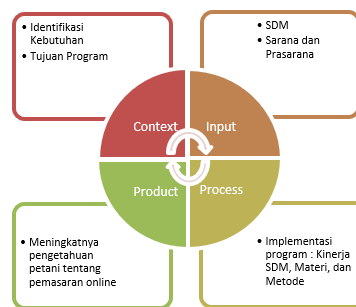 • Identifikasi
Kebutuhan
• Tujuan Program
• SDM
• Sarana dan
Prasarana
Context
Input
Product
Process
• Meningkatnya
pengetahuan
petani tentang
pemasaran online
• Implementasi
program : Kinerja
SDM, Materi, dan
Metode